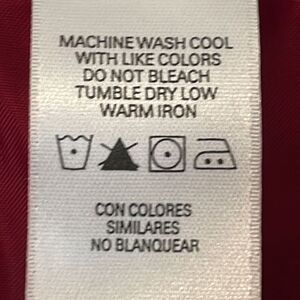 MACHINE WASH COOL
WITH LIKE COLORS
DO NOT BLEACH
TUMBLE DRY LOW
WARM IRON
CON COLORES
SIMILARES
NO BLANQUEAR